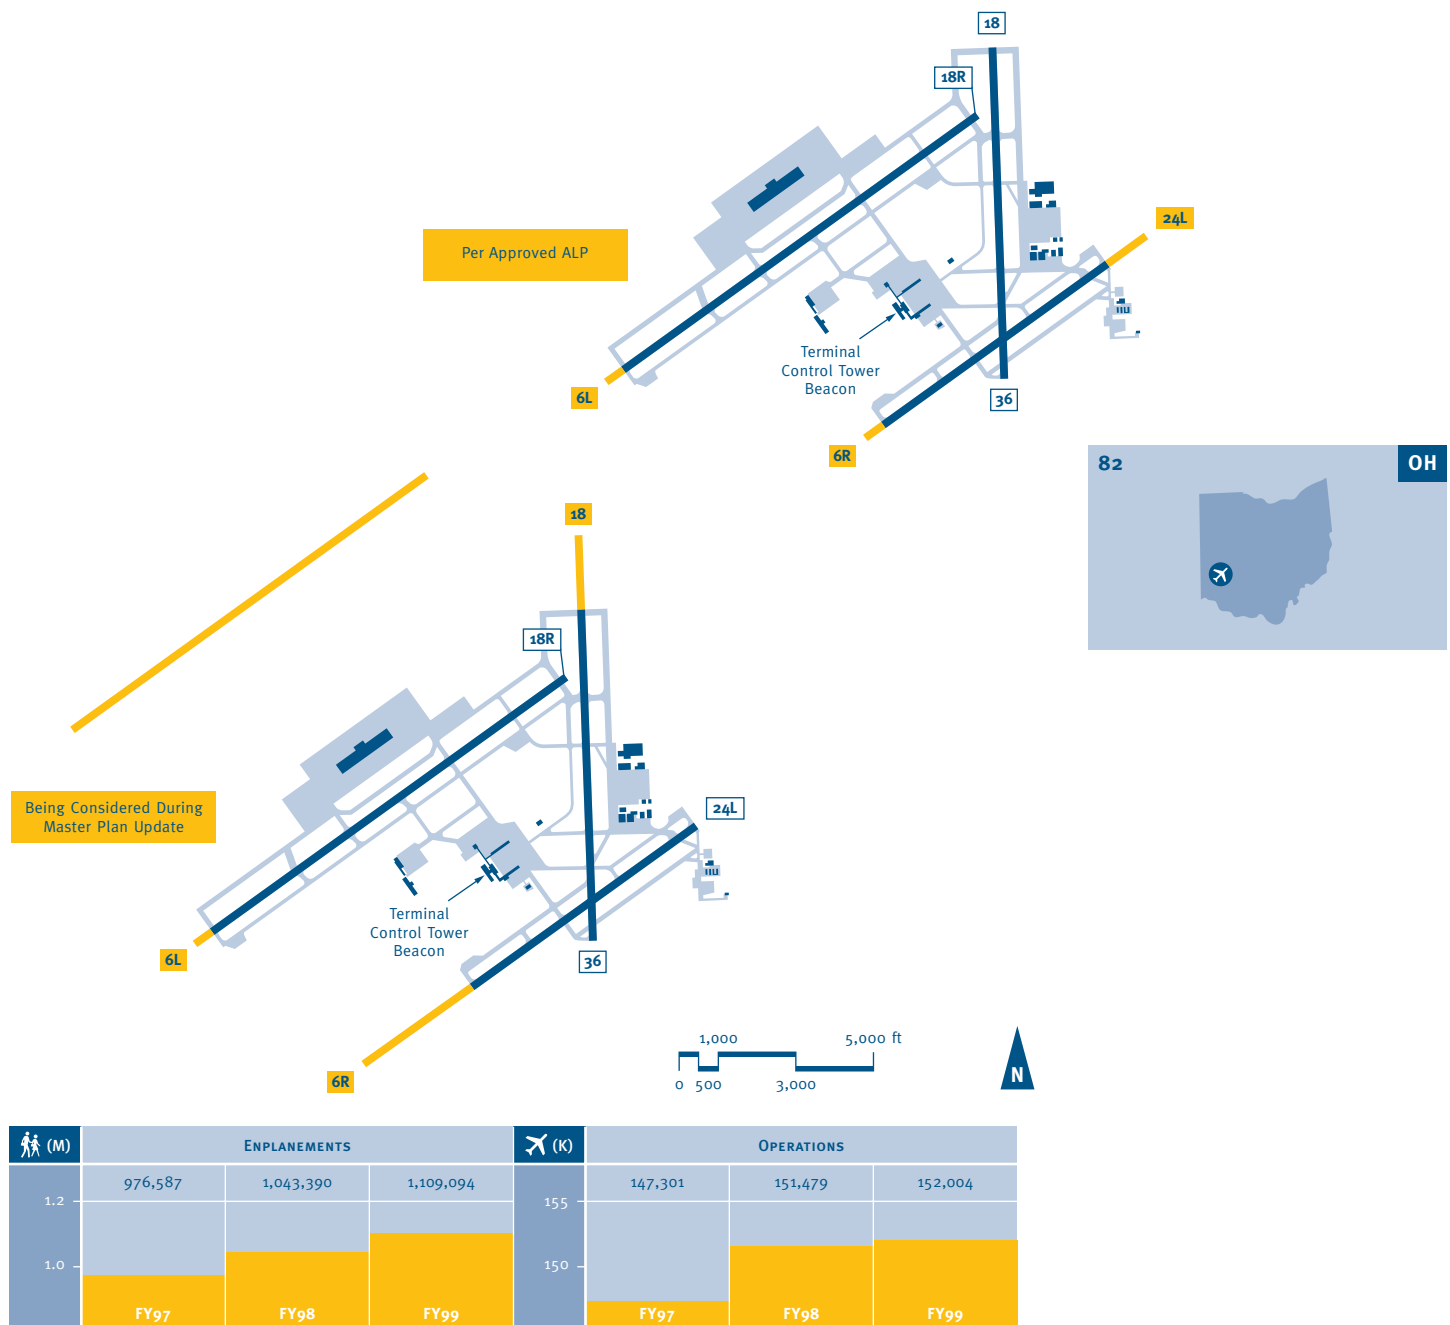 18
18R
24L
Per Approved ALP
Terminal
Control Tower
Beacon
6L
36
6R
82
OH
18
18R
Being Considered During
Master Plan Update
24L
Terminal
Control Tower
Beacon
6L
36
6R
1,000
5,000 ft
0
500
3,000
N
(M)
Enplanements
(K)
Operations
976,587
1,043,390
1,109,094
147,301
151,479
152,004
1.2
155
1.0
150
FY97
FY98
FY99
FY97
FY98
FY99